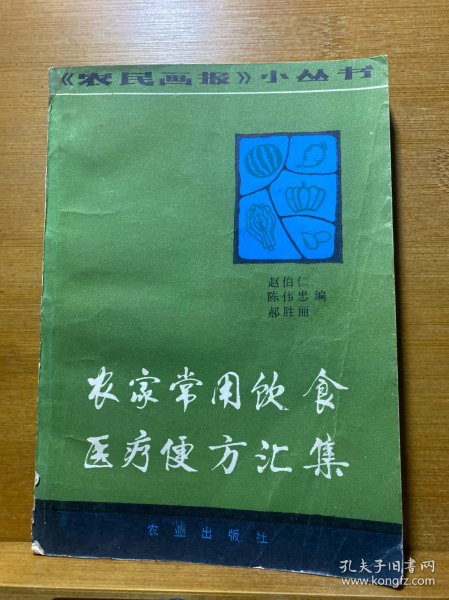 《农民画报》小丛书
赵伯仁
陈伟忠 编
郝胜丽
农家常用饮食
医疗便方汇集
农业出版社
孔夫子旧书网
www.kongfz.com